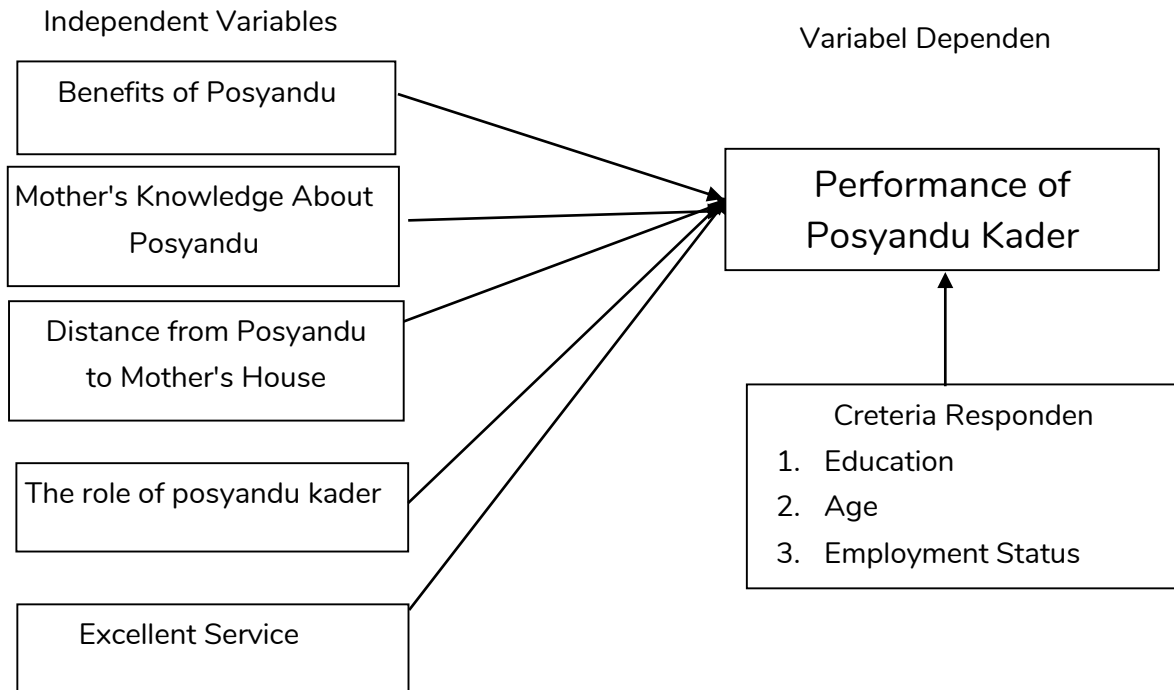 Independent Variables
Benefits of Posyandu
Mother's Knowledge About
Posyandu
Distance from Posyandu
to Mother's House
The role of posyandu kader
Excellent Service
Variabel Dependen
Performance of
Posyandu Kader
Creteria Responden
1. Education
2. Age
3. Employment Status